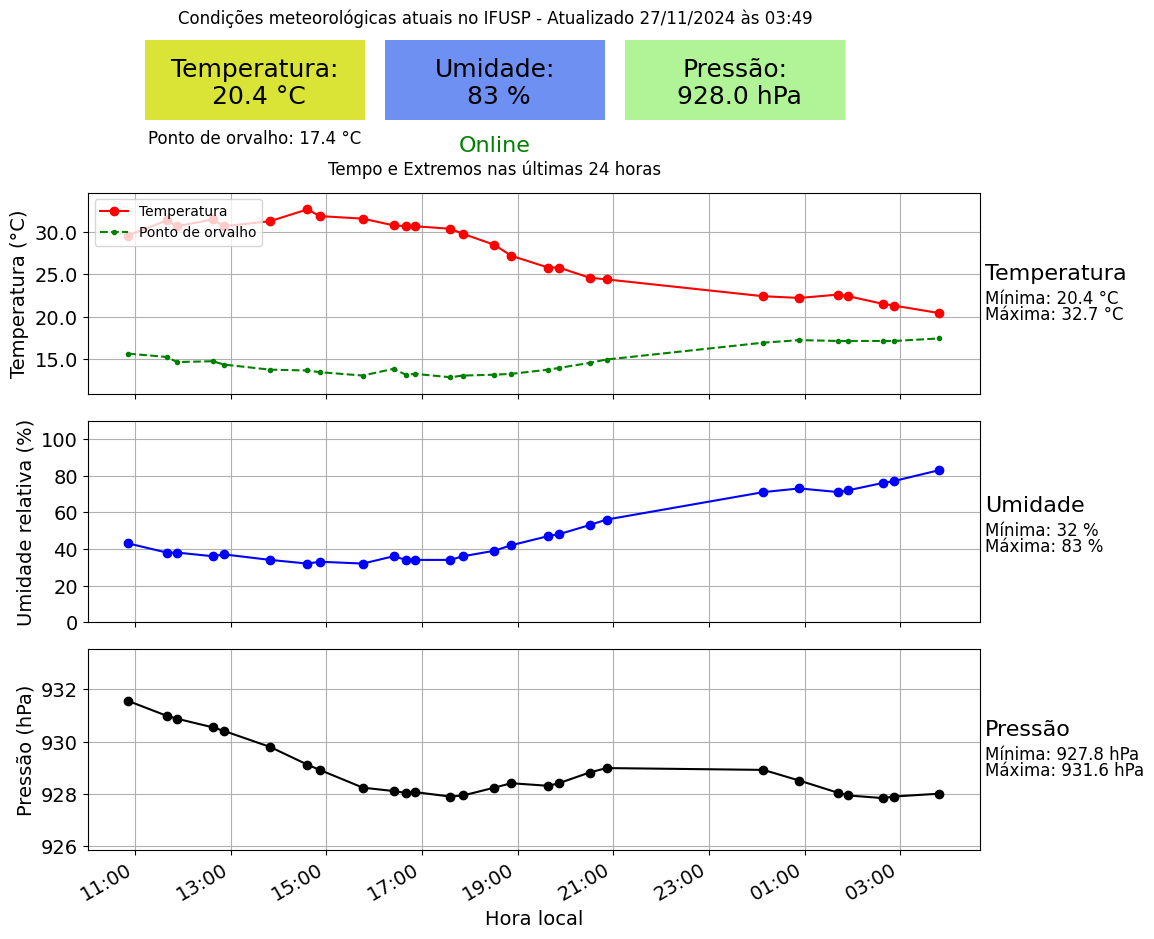 Condições meteorológicas atuais no IFUSP - Atualizado 27/11/2024 às 03:49
Temperatura:
20.4 °C
Umidade:
83 %
Pressão:
928.0 hPa
Ponto de orvalho: 17.4 °C
Online
Tempo e Extremos nas últimas 24 horas
Temperatura
Ponto de orvalho
Temperatura (°C)
30.0
25.0
20.0
15.0
Temperatura
Mínima: 20.4 °C
Máxima: 32.7 °C
Umidade relativa (%)
100
80
60
40
20
0
Umidade
Mínima: 32 %
Máxima: 83 %
Pressão (hPa)
932
930
928
926
Pressão
Mínima: 927.8 hPa
Máxima: 931.6 hPa
11:00
13:00
15:00
17:00
19:00
21:00
23:00
01:00
03:00
Hora local